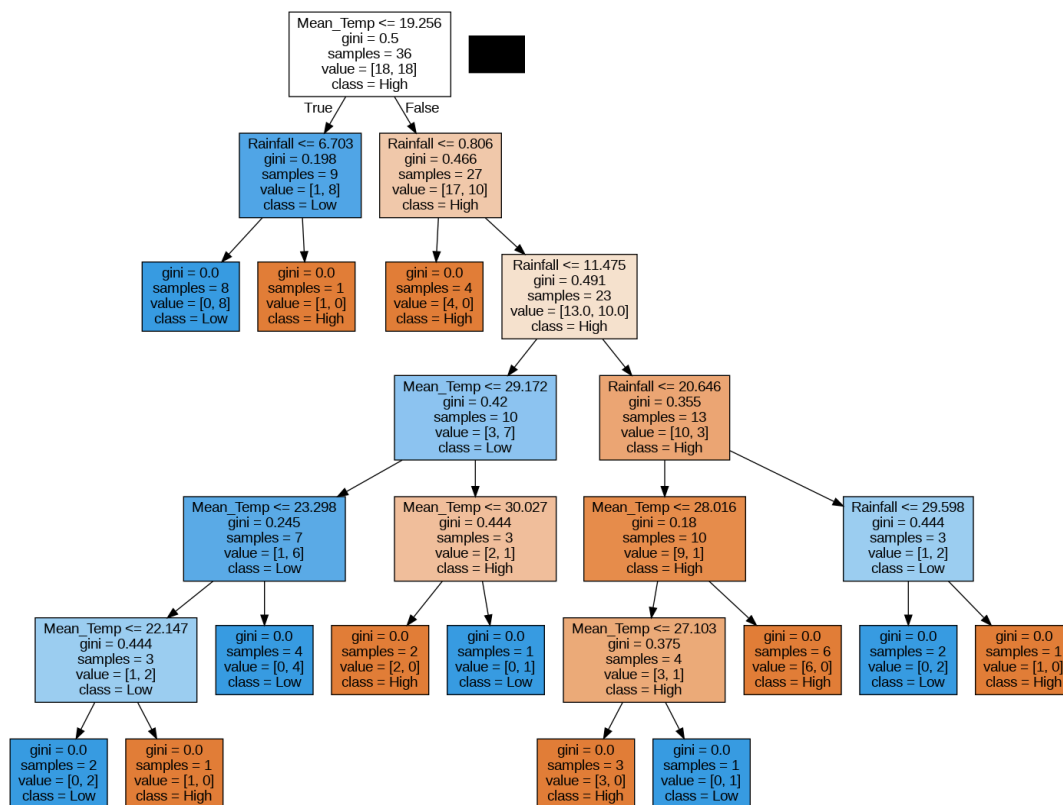 Mean_Temp <= 19.256
gini = 0.5
samples = 36
value = [18, 18]
class = High
True
False
Rainfall <= 6.703
gini = 0.198
samples = 9
value = [1, 8]
class = Low
Rainfall <= 0.806
gini = 0.466
samples = 27
value = [17, 10]
class = High
gini = 0.0
samples = 8
value = [0, 8]
class = Low
gini = 0.0
samples = 1
value = [1, 0]
class = High
gini = 0.0
samples = 4
value = [4, 0]
class = High
Rainfall <= 11.475
gini = 0.491
samples = 23
value = [13.0, 10.0]
class = High
Mean_Temp <= 29.172
gini = 0.42
samples = 10
value = [3, 7]
class = Low
Rainfall <= 20.646
gini = 0.355
samples = 13
value = [10, 3]
class = High
Mean_Temp <= 23.298
gini = 0.245
samples = 7
value = [1, 6]
class = Low
Mean_Temp <= 30.027
gini = 0.444
samples = 3
value = [2, 1]
class = High
Mean_Temp <= 28.016
gini = 0.18
samples = 10
value = [9, 1]
class = High
Rainfall <= 29.598
gini = 0.444
samples = 3
value = [1, 2]
class = Low
Mean_Temp <= 22.147
gini = 0.444
samples = 3
value = [1, 2]
class = Low
gini = 0.0
samples = 4
value = [0, 4]
class = Low
gini = 0.0
samples = 2
value = [2, 0]
class = High
gini = 0.0
samples = 1
value = [0, 1]
class = Low
Mean_Temp <= 27.103
gini = 0.375
samples = 4
value = [3, 1]
class = High
gini = 0.0
samples = 6
value = [6, 0]
class = High
gini = 0.0
samples = 2
value = [0, 2]
class = Low
gini = 0.0
samples = 1
value = [1, 0]
class = High
gini = 0.0
samples = 2
value = [0, 2]
class = Low
gini = 0.0
samples = 1
value = [1, 0]
class = High
gini = 0.0
samples = 3
value = [3, 0]
class = High
gini = 0.0
samples = 1
value = [0, 1]
class = Low